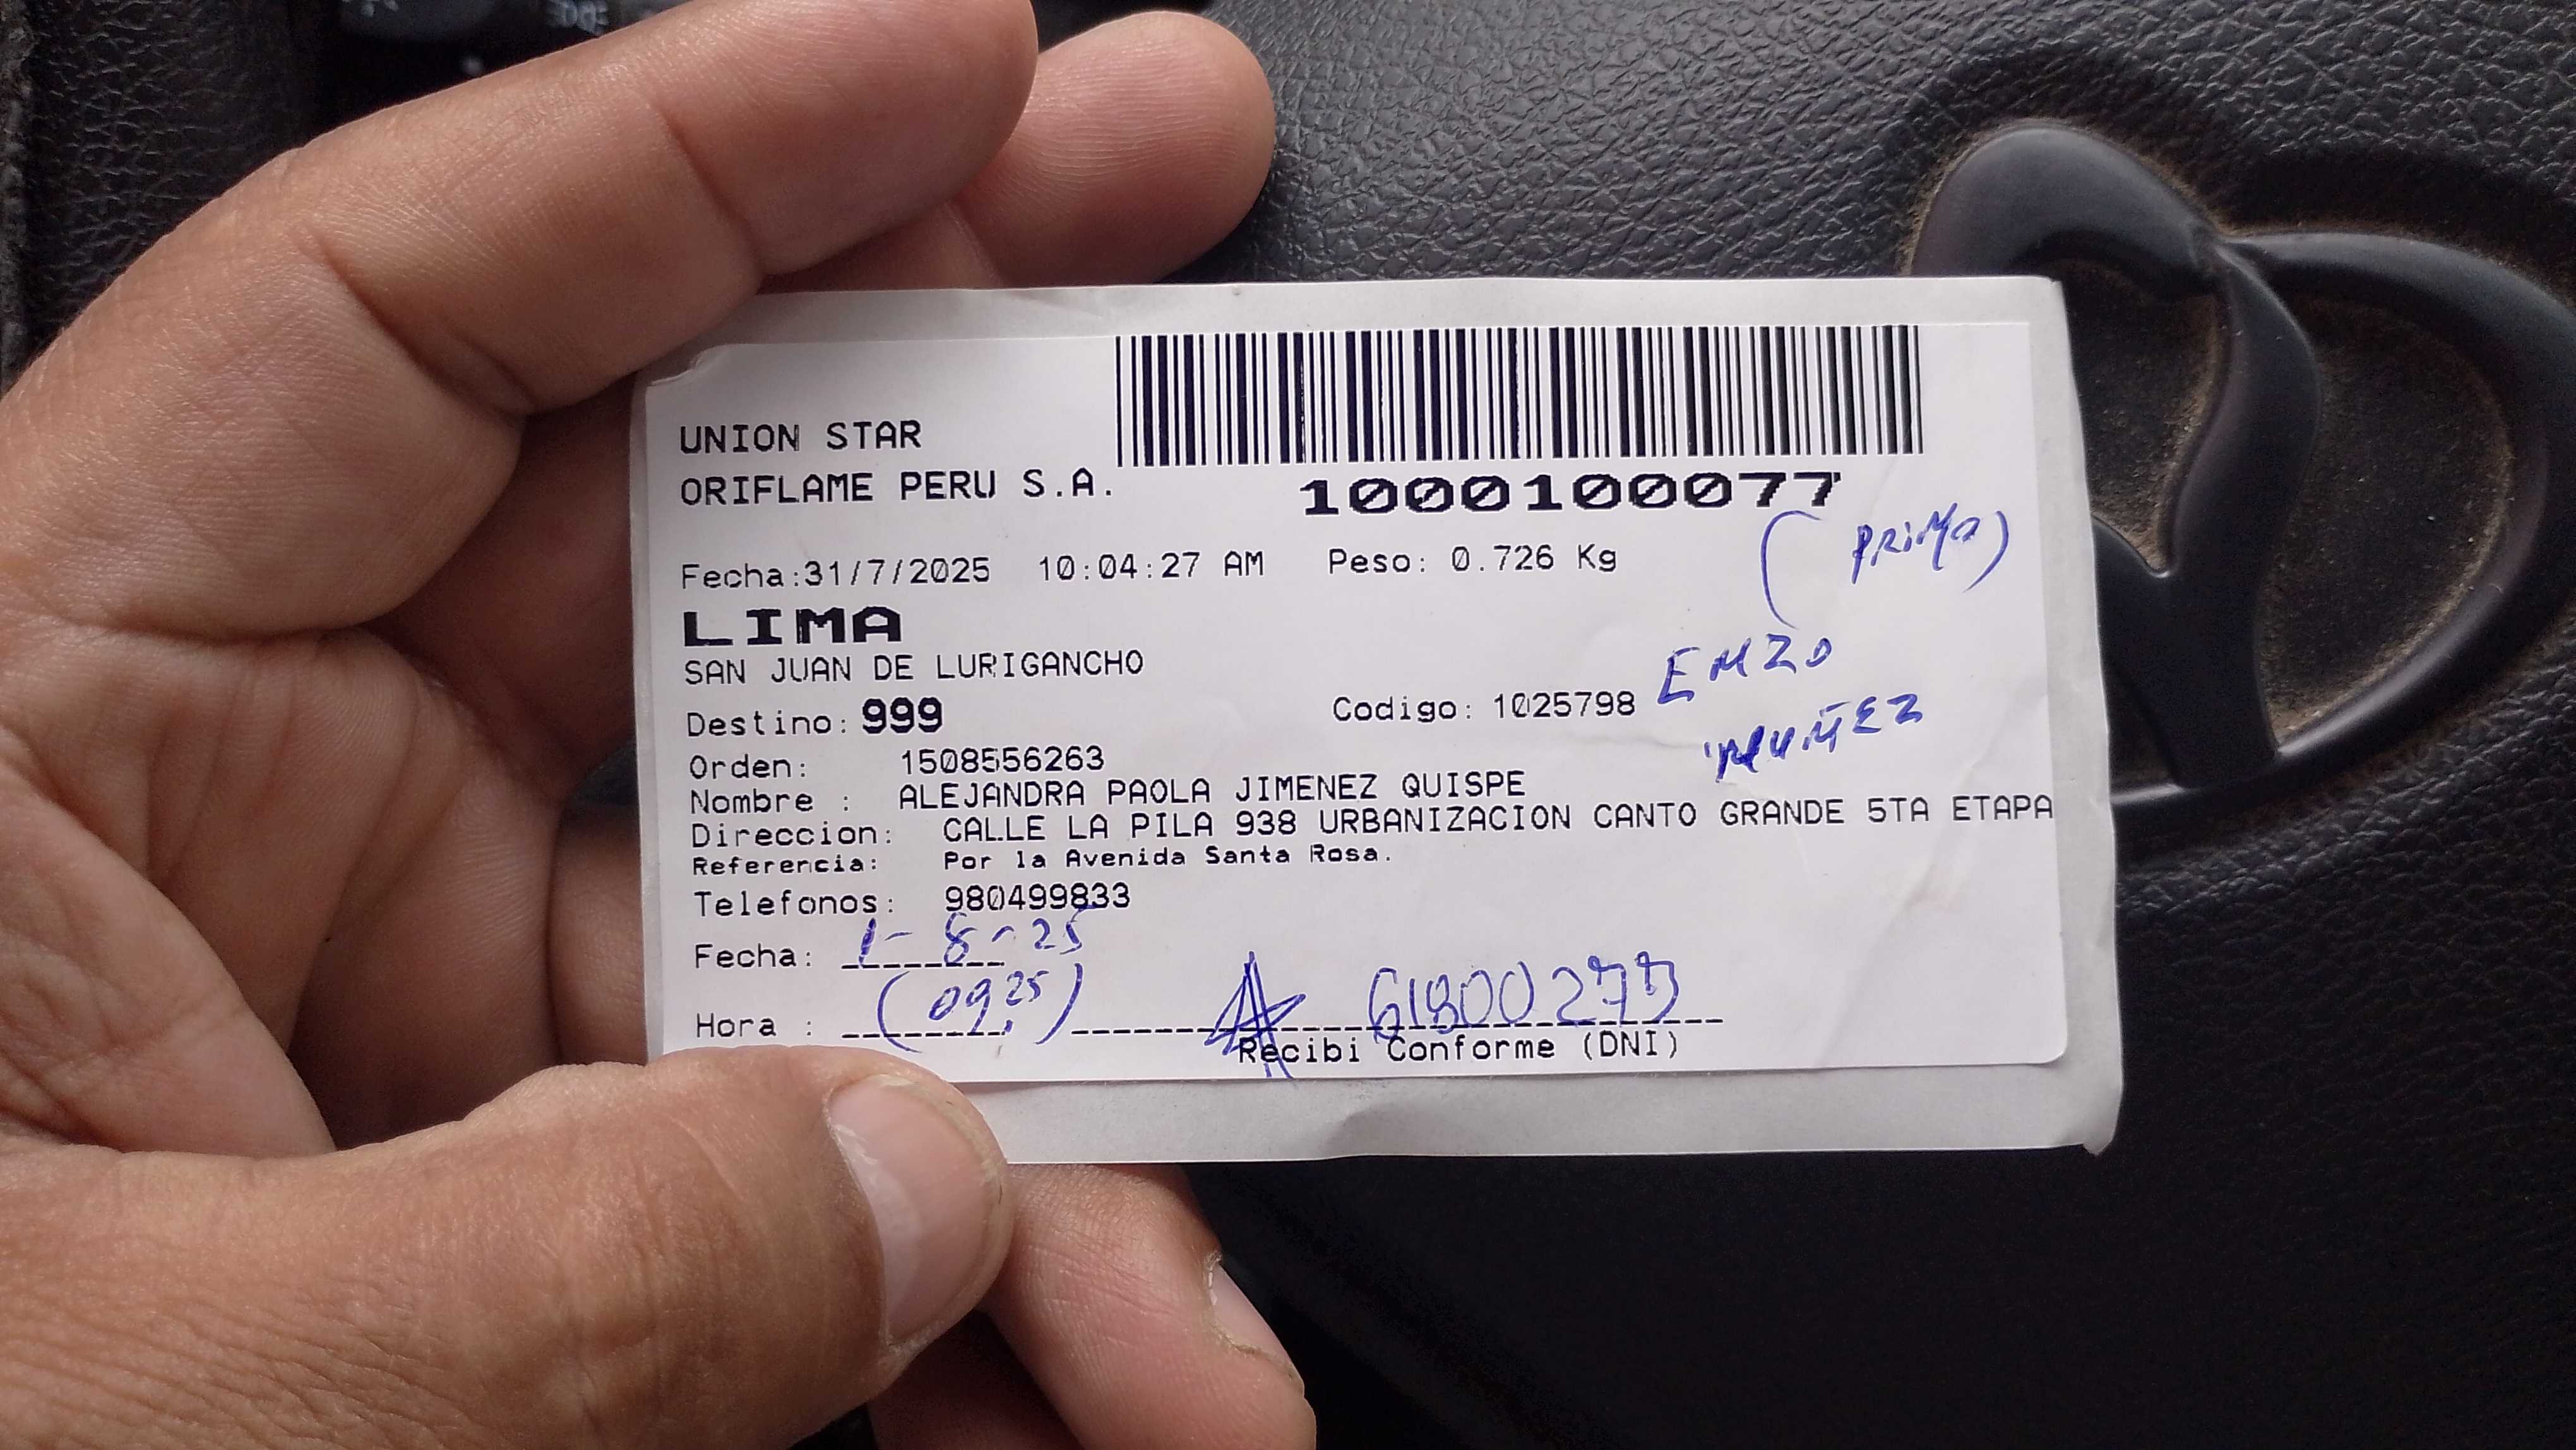 UNION STAR
ORIFLAME PERU S.A.
1000100077
Fecha:31/7/2025 10:04:27 AM Peso: 0.726 Kg
(PRIMO)
LIMA
SAN JUAN DE LURIGANCHO
EMZO
Destino: 999 Codigo: 1025798
MUÑEZ
Orden: 1508556263
Nombre : ALEJANDRA PAOLA JIMENEZ QUISPE
Direccion: CALLE LA PILA 938 URBANIZACION CANTO GRANDE 5TA ETAPA
Referencia: Por la Avenida Santa Rosa.
Telefonos: 980499833
Fecha: 1-8-25
Hora : (09.25)
Recibi Conforme (DNI)